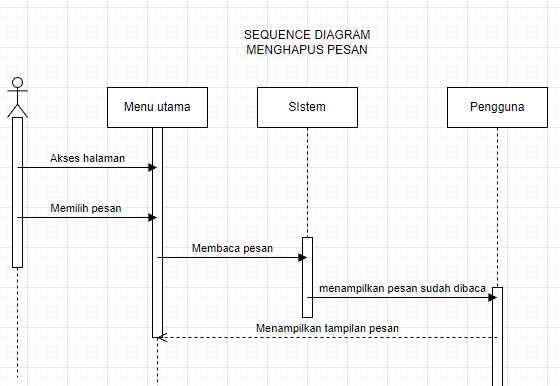 SEQUENCE DIAGRAM
MENGHAPUS PESAN
Menu utama
SIstem
Pengguna
Akses halaman
Memilih pesan
Membaca pesan
menampilkan pesan sudah dibaca
Menampilkan tampilan pesan